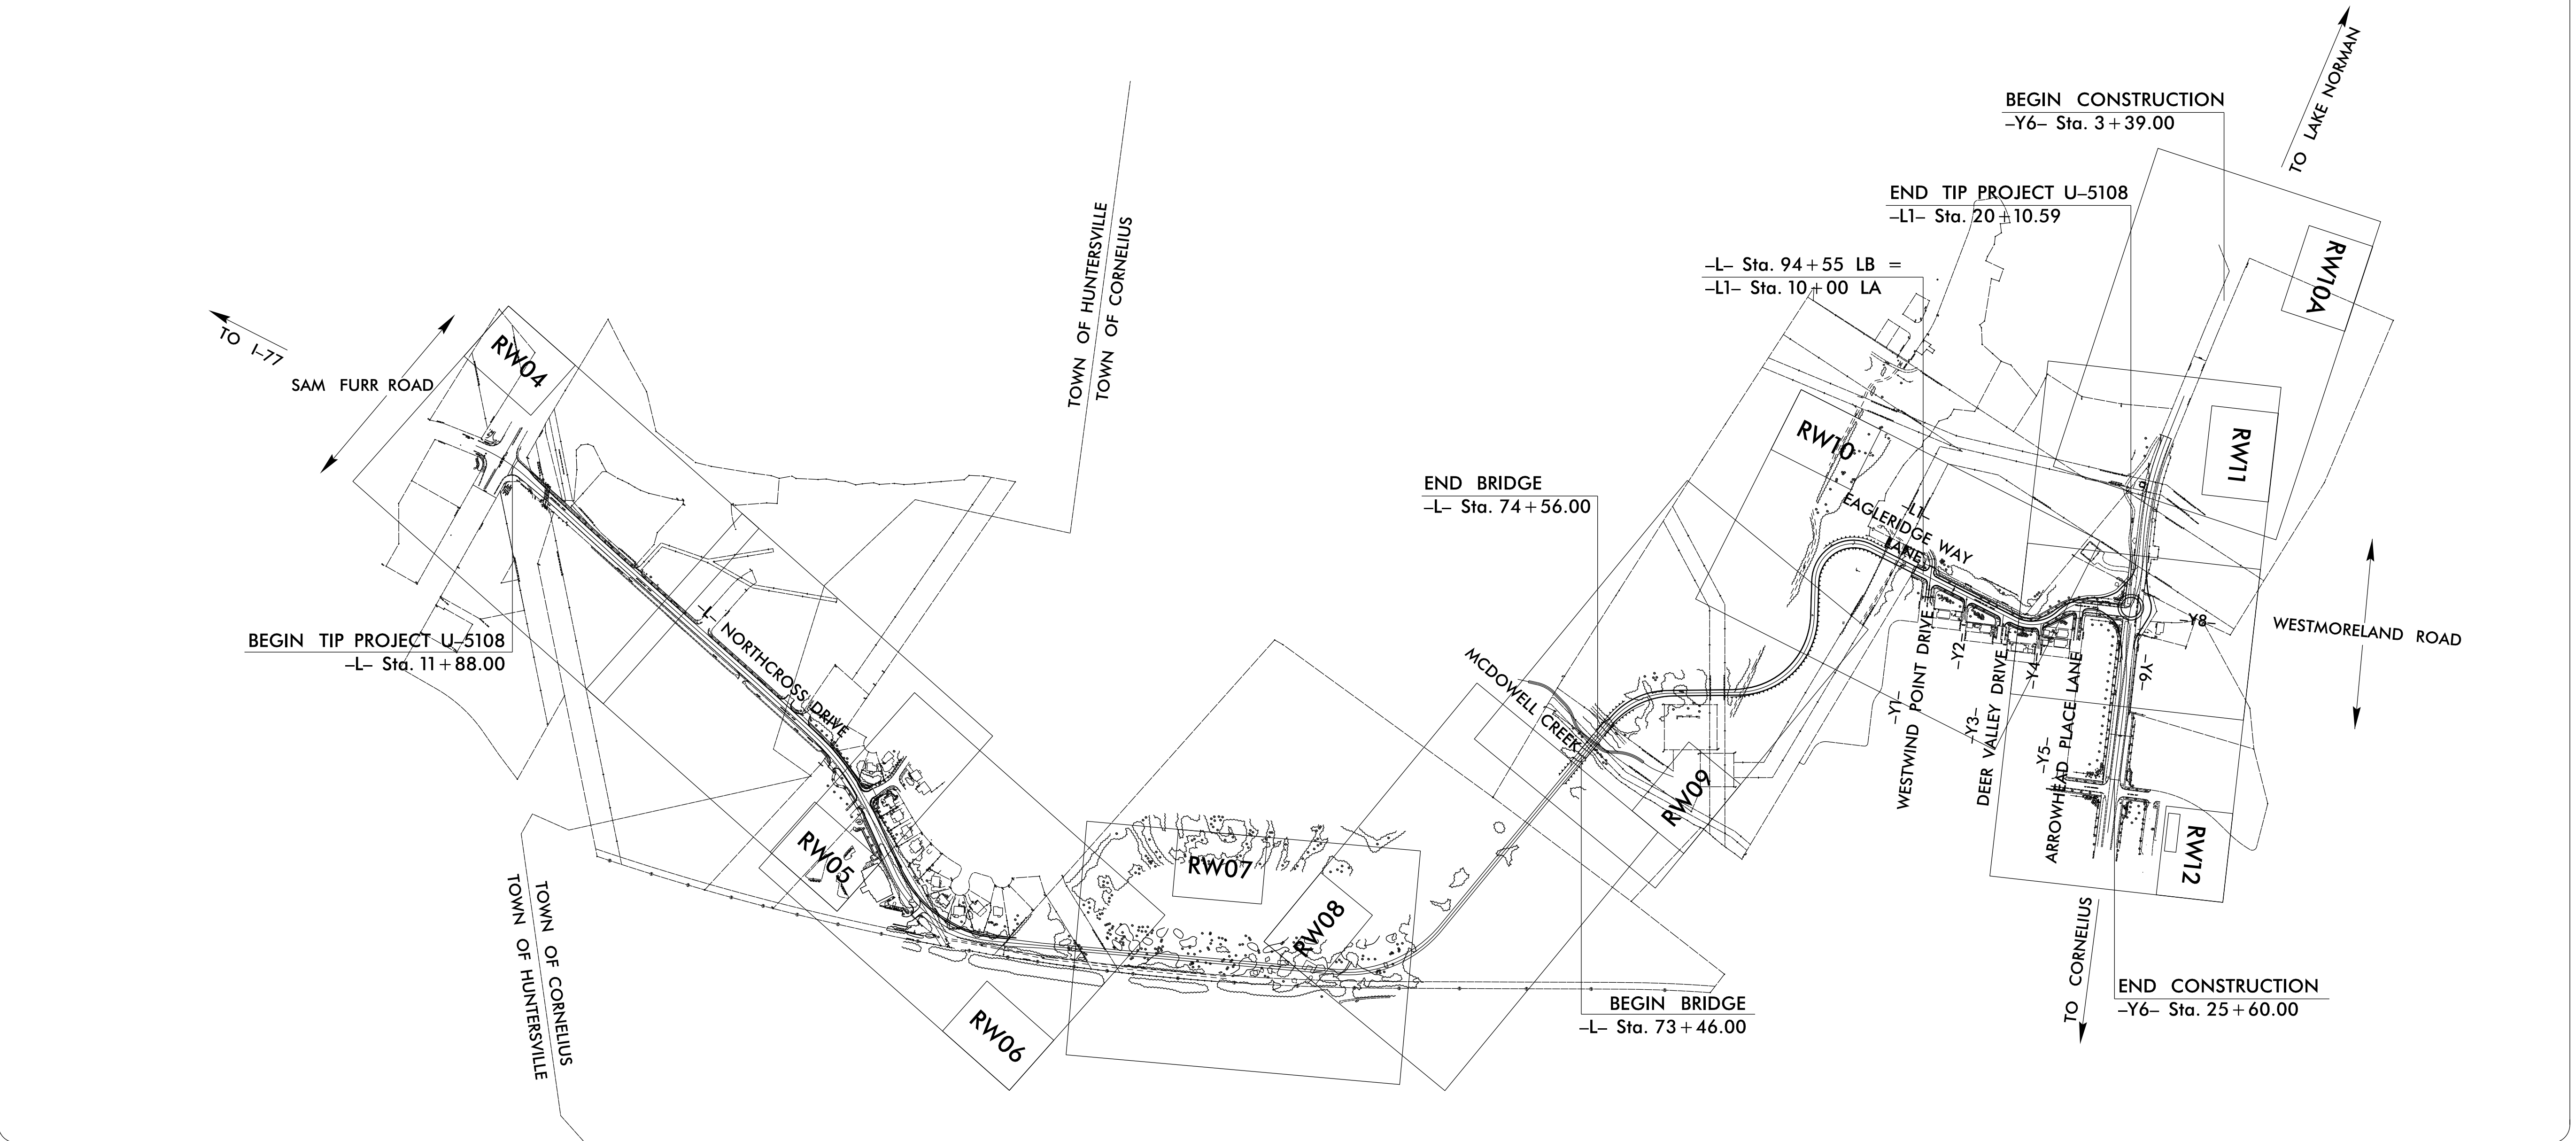 TO LAKE NORMAN
BEGIN CONSTRUCTION
–Y6– Sta. 3+39.00
END TIP PROJECT U–5108
–L1– Sta. 20+10.59
–L– Sta. 94+55 LB =
–L1– Sta. 10+00 LA
TOWN OF HUNTERSVILLE
TOWN OF CORNELIUS
RW10A
TO I–77
SAM FURR ROAD
RW04
RW10
RW11
END BRIDGE
–L– Sta. 74+56.00
–L1–
EAGLERIDGE WAY
LANE
BEGIN TIP PROJECT U–5108
–L– Sta. 11+88.00
–L–
NORTHCROSS DRIVE
MCDOWELL CREEK
–Y1–
WESTWIND POINT DRIVE
–Y2–
–Y3–
DEER VALLEY DRIVE
–Y4–
–Y5–
ARROWHEAD PLACE LANE
–Y6–
–Y8–
WESTMORELAND ROAD
RW05
RW06
RW07
RW08
RW09
RW12
TOWN OF CORNELIUS
TOWN OF HUNTERSVILLE
BEGIN BRIDGE
–L– Sta. 73+46.00
TO CORNELIUS
END CONSTRUCTION
–Y6– Sta. 25+60.00